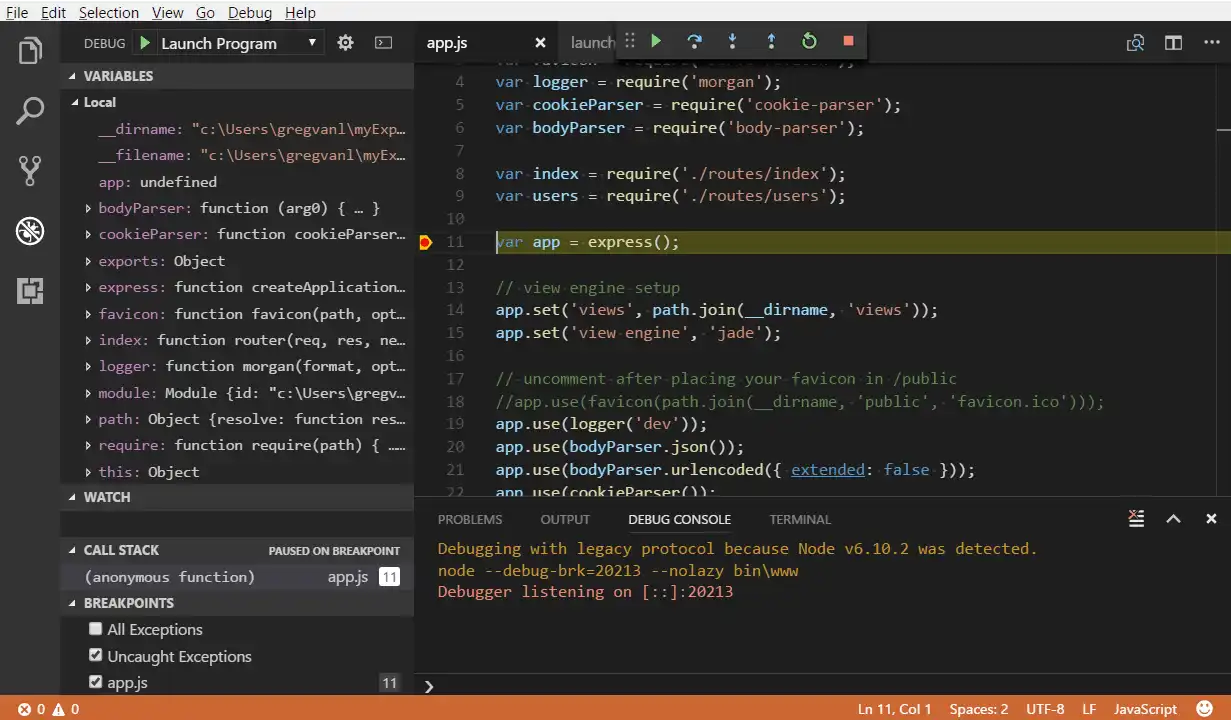 File Edit Selection View Go Debug Help
DEBUG Launch Program
app.js launch
VARIABLES
Local
__dirname: "c:\Users\gregvanl\myExp…
__filename: "c:\Users\gregvanl\myEx…
app: undefined
bodyParser: function (arg0) { … }
cookieParser: function cookieParser…
exports: Object
express: function createApplication…
favicon: function favicon(path, opt…
index: function router(req, res, ne…
logger: function morgan(format, opt…
module: Module {id: "c:\Users\gregv…
path: Object {resolve: function res…
require: function require(path) { ……
this: Object
WATCH
CALL STACK PAUSED ON BREAKPOINT
(anonymous function) app.js 11
BREAKPOINTS
All Exceptions
Uncaught Exceptions
app.js 11
4 var logger = require('morgan');
5 var cookieParser = require('cookie-parser');
6 var bodyParser = require('body-parser');
7
8 var index = require('./routes/index');
9 var users = require('./routes/users');
10
11 var app = express();
12
13 // view engine setup
14 app.set('views', path.join(__dirname, 'views'));
15 app.set('view engine', 'jade');
16
17 // uncomment after placing your favicon in /public
18 //app.use(favicon(path.join(__dirname, 'public', 'favicon.ico')));
19 app.use(logger('dev'));
20 app.use(bodyParser.json());
21 app.use(bodyParser.urlencoded({ extended: false }));
22 app.use(cookieParser());
PROBLEMS OUTPUT DEBUG CONSOLE TERMINAL
Debugging with legacy protocol because Node v6.10.2 was detected.
node --debug-brk=20213 --nolazy bin\www
Debugger listening on [::]:20213
0 0 Ln 11, Col 1 Spaces: 2 UTF-8 LF JavaScript